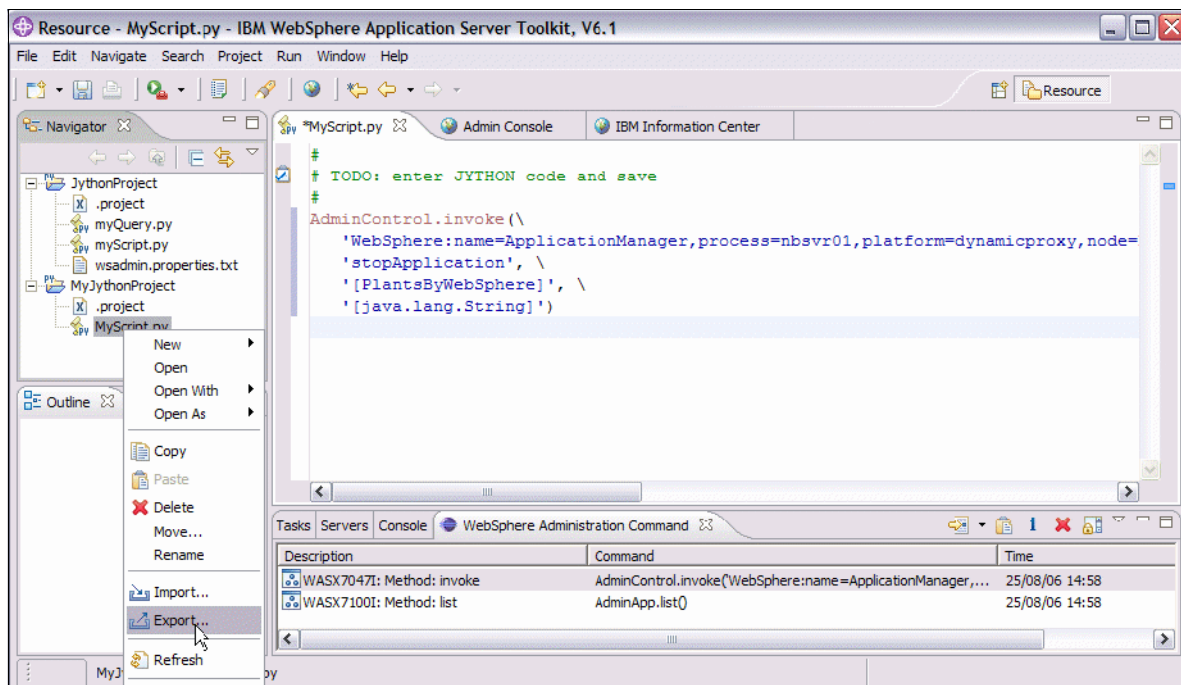 Resource - MyScript.py - IBM WebSphere Application Server Toolkit, V6.1
File Edit Navigate Search Project Run Window Help
Resource
Navigator
JythonProject
.project
myQuery.py
myScript.py
wsadmin.properties.txt
MyJythonProject
.project
MyScript.py
*MyScript.py Admin Console IBM Information Center
#
# TODO: enter JYTHON code and save
#
AdminControl.invoke(\
'WebSphere:name=ApplicationManager,process=nbsvr01,platform=dynamicproxy,node=
'stopApplication', \
'[PlantsByWebSphere]', \
'[java.lang.String]')
Outline
New
Open
Open With
Open As
Copy
Paste
Delete
Move...
Rename
Import...
Export...
Refresh
Tasks Servers Console WebSphere Administration Command
Description Command Time
WASX7047I: Method: invoke AdminControl.invoke('WebSphere:name=ApplicationManager,... 25/08/06 14:58
WASX7100I: Method: list AdminApp.list() 25/08/06 14:58
MyJ py